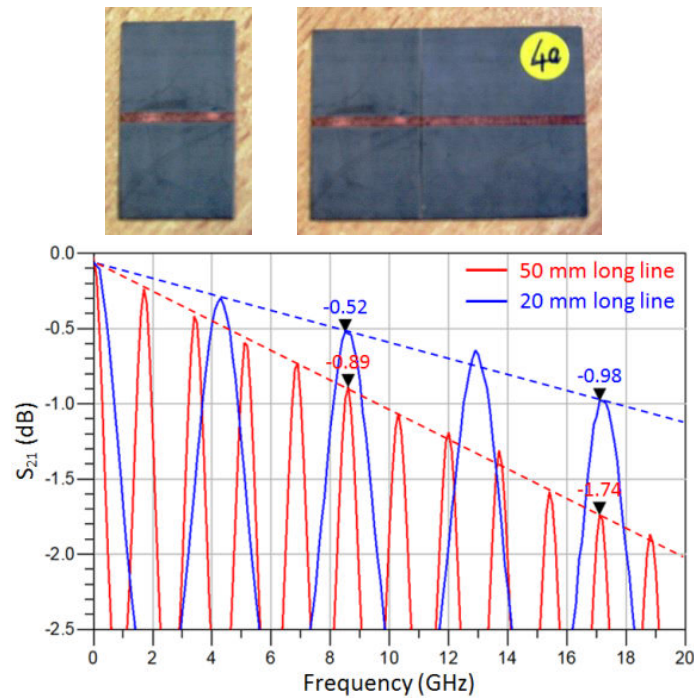 4a
0.0
-0.5
-1.0
-1.5
-2.0
-2.5
S21 (dB)
50 mm long line
20 mm long line
-0.52
-0.89
-0.98
-1.74
0 2 4 6 8 10 12 14 16 18 20
Frequency (GHz)